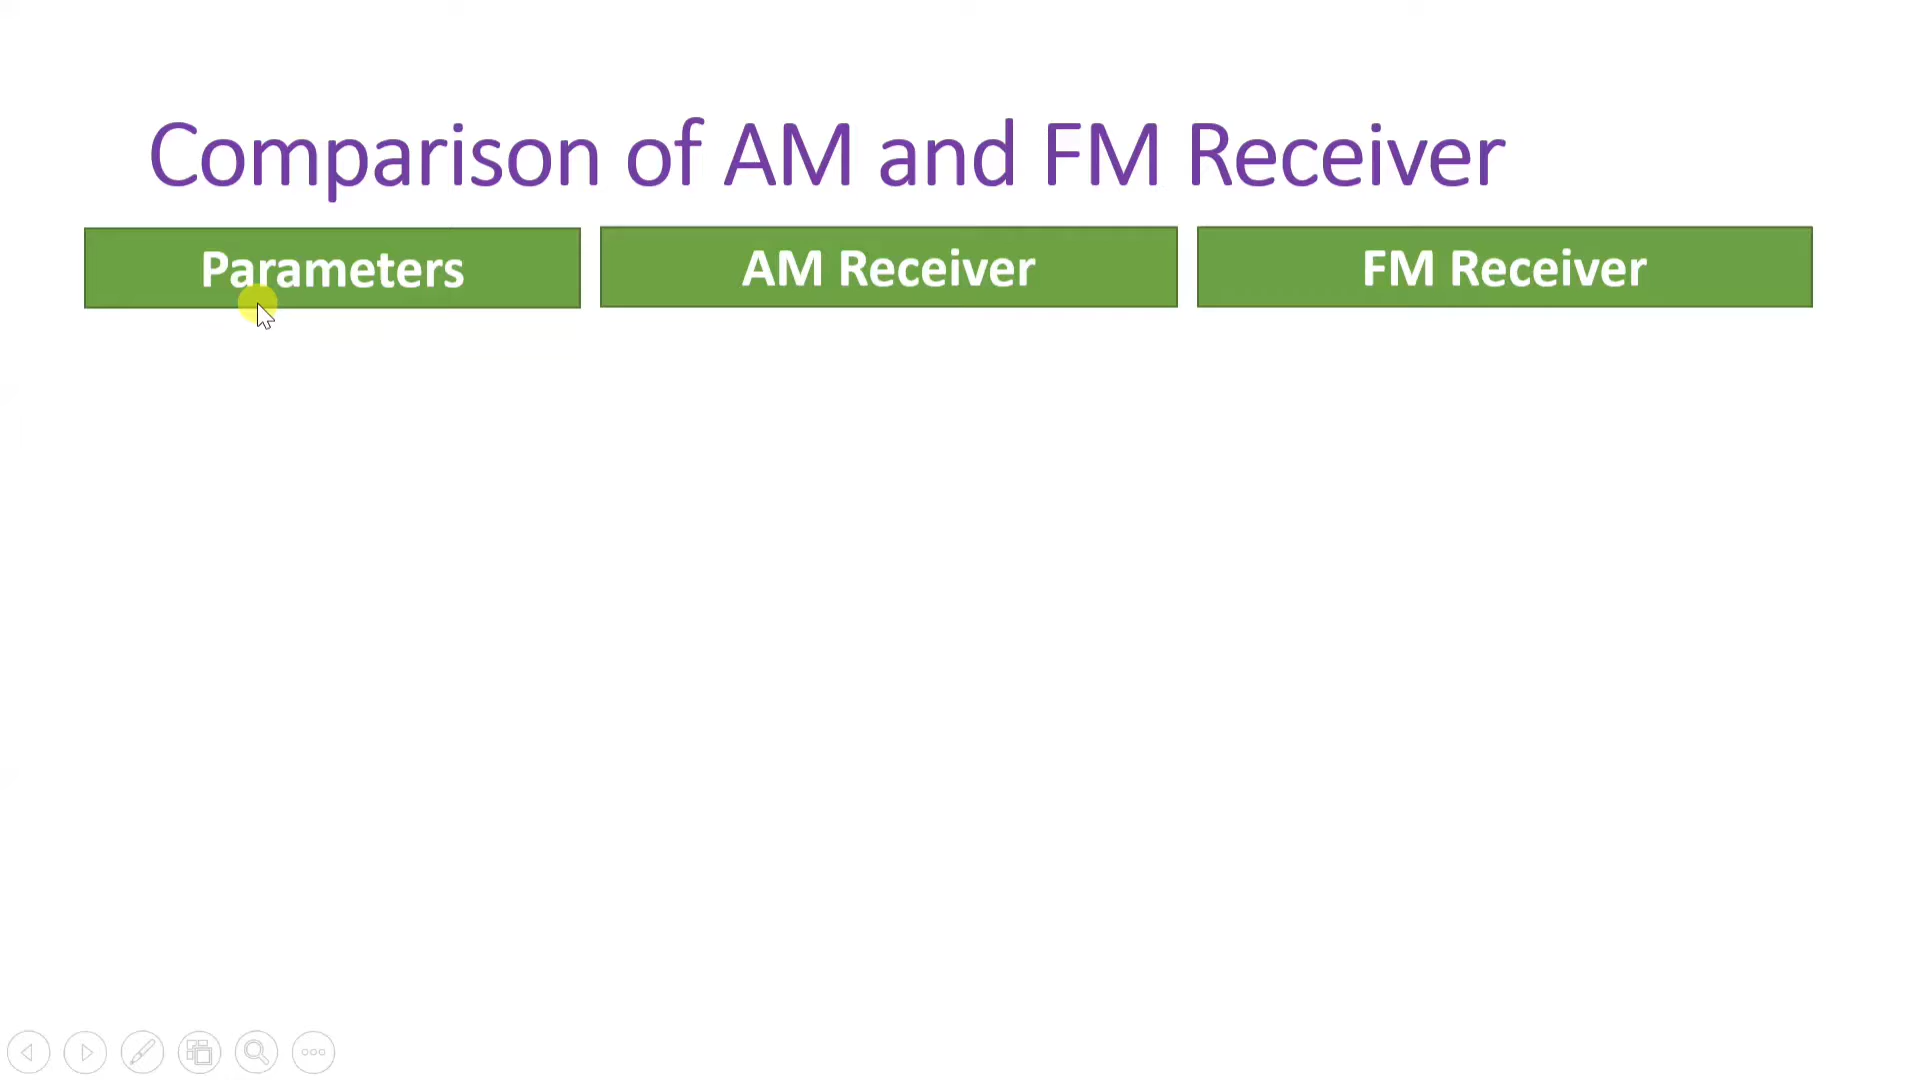 Comparison of AM and FM Receiver
Parameters
AM Receiver
FM Receiver